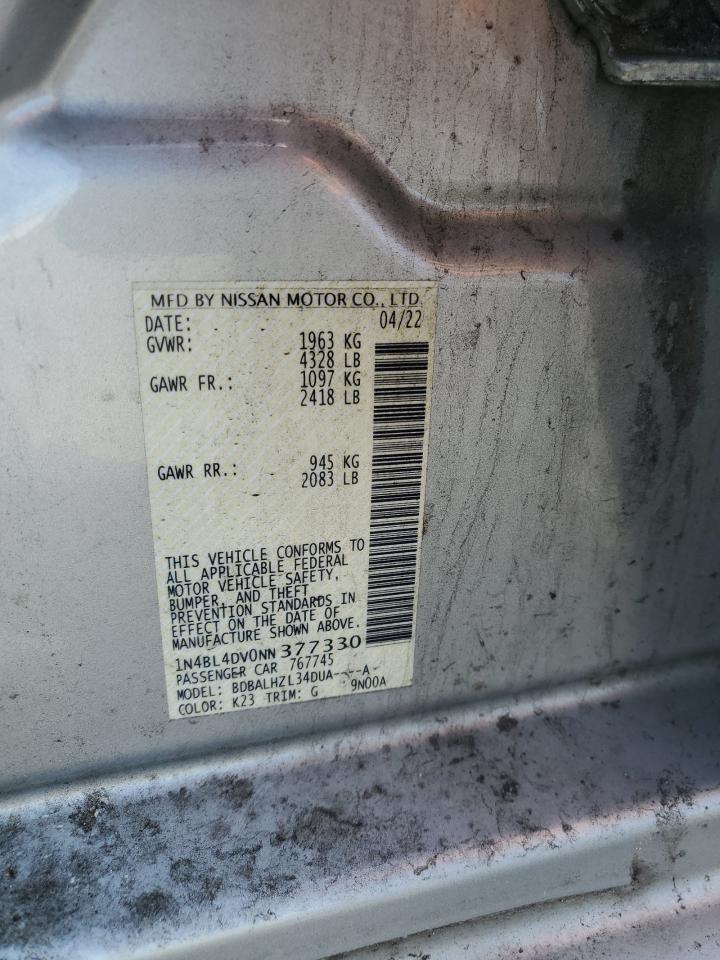 MFD BY NISSAN MOTOR CO., LTD.
DATE: 04/22
GVWR: 1963 KG
4328 LB
GAWR FR.: 1097 KG
2418 LB
GAWR RR.: 945 KG
2083 LB
THIS VEHICLE CONFORMS TO
ALL APPLICABLE FEDERAL
MOTOR VEHICLE SAFETY,
BUMPER, AND THEFT
PREVENTION STANDARDS IN
EFFECT ON THE DATE OF
MANUFACTURE SHOWN ABOVE.
1N4BL4DV0NN377330
PASSENGER CAR 767745
MODEL: BDBALHZL34DUA----A
COLOR: K23 TRIM: G 9N00A